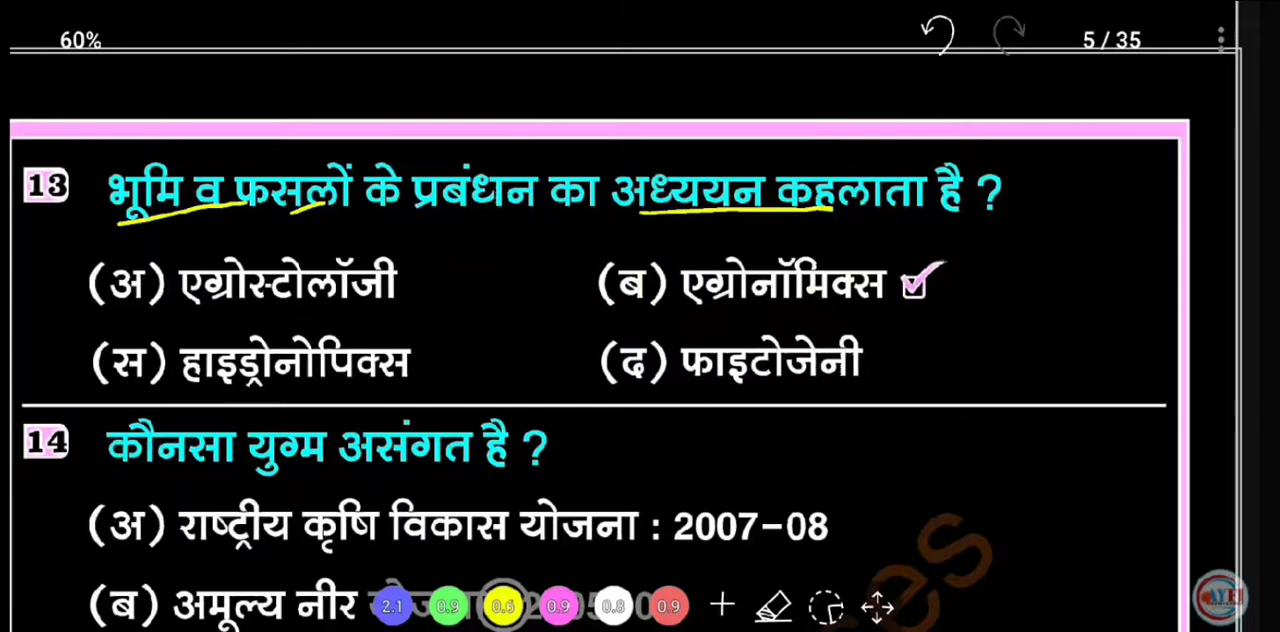 60%
5 / 35
13 भूमि व फसलों के प्रबंधन का अध्ययन कहलाता है ?
(अ) एग्रोस्टोलॉजी (ब) एग्रोनॉमिक्स
(स) हाइड्रोनोपिक्स (द) फाइटोजेनी
14 कौनसा युग्म असंगत है ?
(अ) राष्ट्रीय कृषि विकास योजना : 2007-08
(ब) अमूल्य नीर
2.1 0.9 0.6 0.9 0.8 0.9